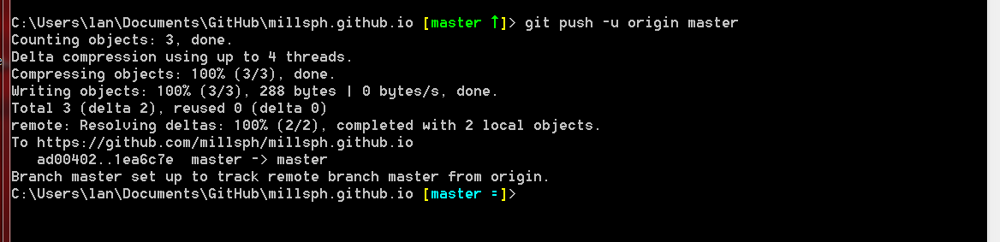 C:\Users\lan\Documents\GitHub\millsph.github.io [master ↑]> git push -u origin master
Counting objects: 3, done.
Delta compression using up to 4 threads.
Compressing objects: 100% (3/3), done.
Writing objects: 100% (3/3), 288 bytes | 0 bytes/s, done.
Total 3 (delta 2), reused 0 (delta 0)
remote: Resolving deltas: 100% (2/2), completed with 2 local objects.
To https://github.com/millsph/millsph.github.io
   ad00402..1ea6c7e  master -> master
Branch master set up to track remote branch master from origin.
C:\Users\lan\Documents\GitHub\millsph.github.io [master =]>